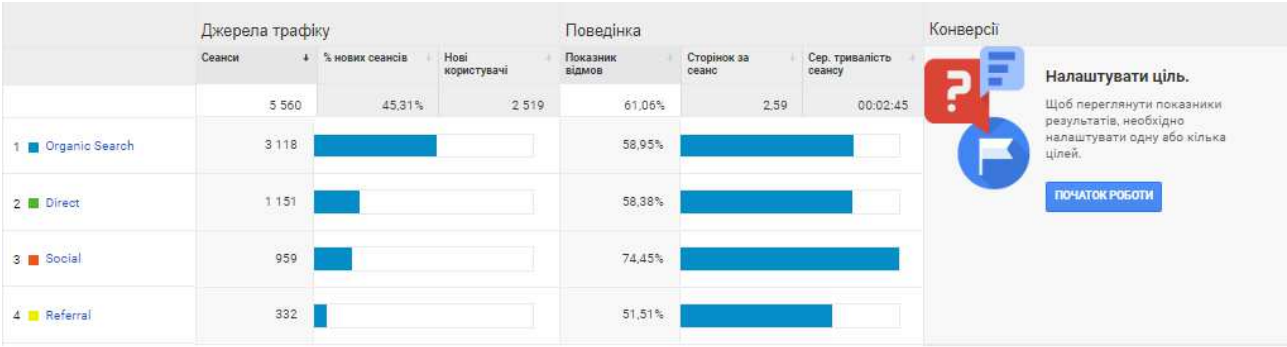 Джерела трафіку Поведінка Конверсії
Сеанси % нових сеансів Нові користувачі Показник відмов Сторінок за сеанс Сер. тривалість сеансу
5 560 45,31% 2 519 61,06% 2,59 00:02:45
1 Organic Search 3 118 58,95%
2 Direct 1 151 58,38%
3 Social 959 74,45%
4 Referral 332 51,51%
Налаштувати ціль.
Щоб переглянути показники
результатів, необхідно
налаштувати одну або кілька
цілей.
ПОЧАТОК РОБОТИ